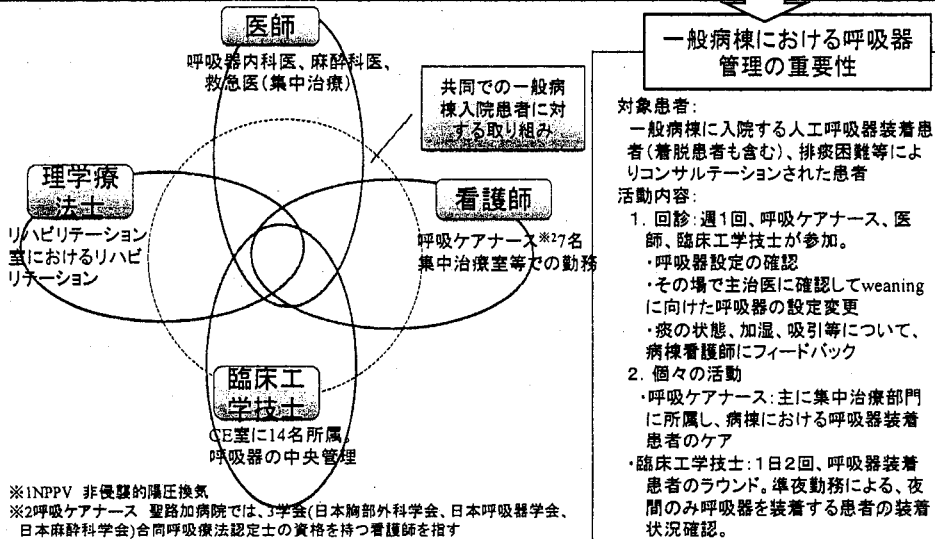 医師
呼吸器内科医、麻酔科医、
救急医(集中治療)
共同での一般病
棟入院患者に対
する取り組み
理学療
法士
リハビリテーション
室におけるリハビ
リテーション
看護師
呼吸ケアナース※27名
集中治療室等での勤務
臨床工
学技士
CE室に14名所属。
呼吸器の中央管理
※1NPPV 非侵襲的陽圧換気
※2呼吸ケアナース 聖路加病院では、3学会(日本胸部外科学会、日本呼吸器学会、
日本麻酔科学会)合同呼吸療法認定士の資格を持つ看護師を指す
一般病棟における呼吸器
管理の重要性
対象患者:
一般病棟に入院する人工呼吸器装着患
者(着脱患者も含む)、排痰困難等によ
りコンサルテーションされた患者
活動内容:
1. 回診:週1回、呼吸ケアナース、医
師、臨床工学技士が参加。
・呼吸器設定の確認
・その場で主治医に確認してweaning
に向けた呼吸器の設定変更
・痰の状態、加湿、吸引等について、
病棟看護師にフィードバック
2. 個々の活動
・呼吸ケアナース:主に集中治療部門
に所属し、病棟における呼吸器装着
患者のケア
・臨床工学技士:1日2回、呼吸器装着
患者のラウンド。準夜勤務による、夜
間のみ呼吸器を装着する患者の装着
状況確認。